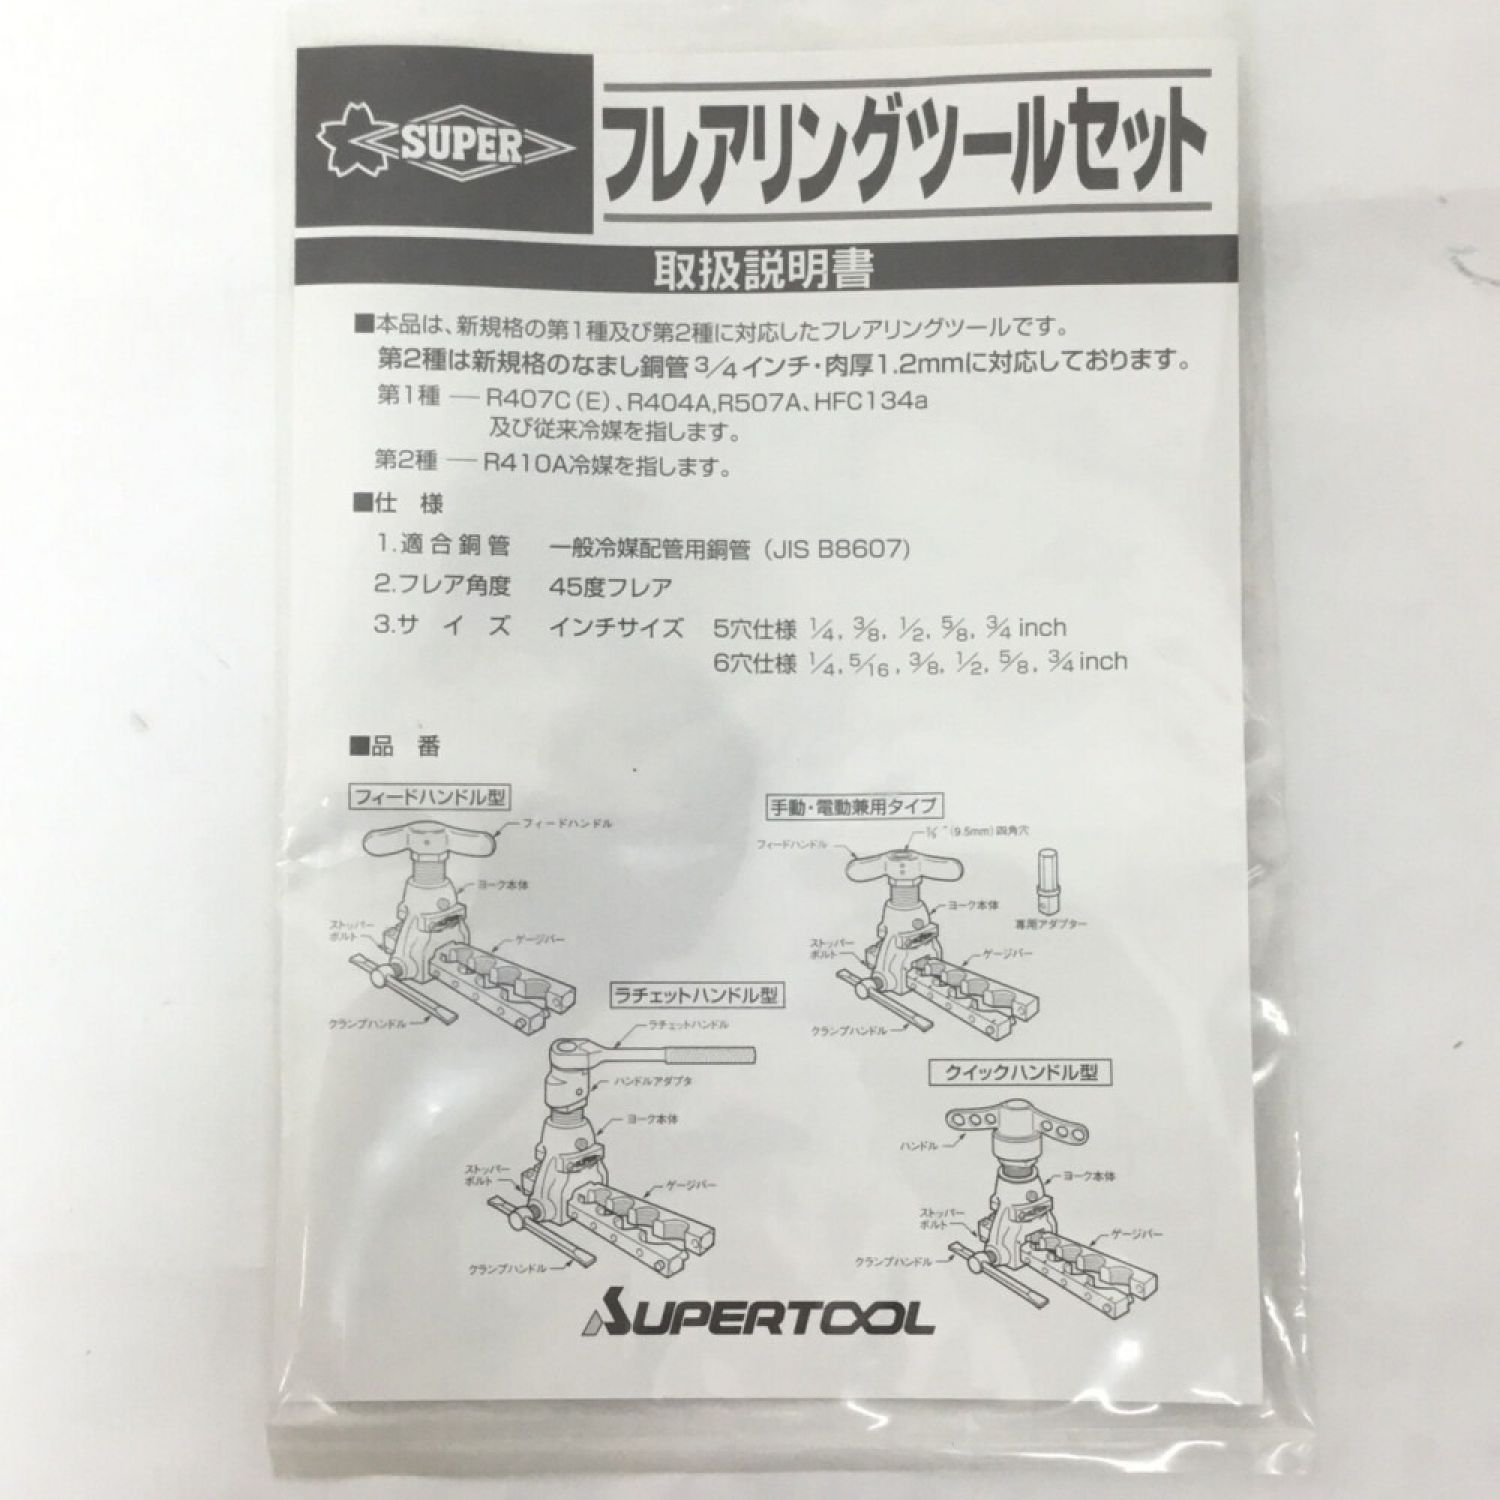 SUPER
フレアリングツールセット
取扱説明書
■本品は、新規格の第1種及び第2種に対応したフレアリングツールです。
第2種は新規格のなまし銅管3/4インチ・肉厚1.2mmに対応しております。
第1種 ― R407C(E)、R404A,R507A、HFC134a
及び従来冷媒を指します。
第2種 ― R410A冷媒を指します。
■仕 様
1.適合銅管 一般冷媒配管用銅管 (JIS B8607)
2.フレア角度 45度フレア
3.サ イ ズ インチサイズ 5穴仕様 1/4, 3/8, 1/2, 5/8, 3/4 inch
6穴仕様 1/4, 5/16, 3/8, 1/2, 5/8, 3/4 inch
■品 番
フィードハンドル型
フィードハンドル
ヨーク本体
ストッパー
ボルト
ゲージバー
クランプハンドル
手動・電動兼用タイプ
3/8"(9.5mm)四角穴
フィードハンドル
ヨーク本体
専用アダプター
ストッパー
ボルト
ゲージバー
クランプハンドル
ラチェットハンドル型
ラチェットハンドル
ハンドルアダプタ
ヨーク本体
ストッパー
ボルト
ゲージバー
クランプハンドル
クイックハンドル型
ハンドル
ヨーク本体
ストッパー
ボルト
ゲージバー
クランプハンドル
SUPERTOOL